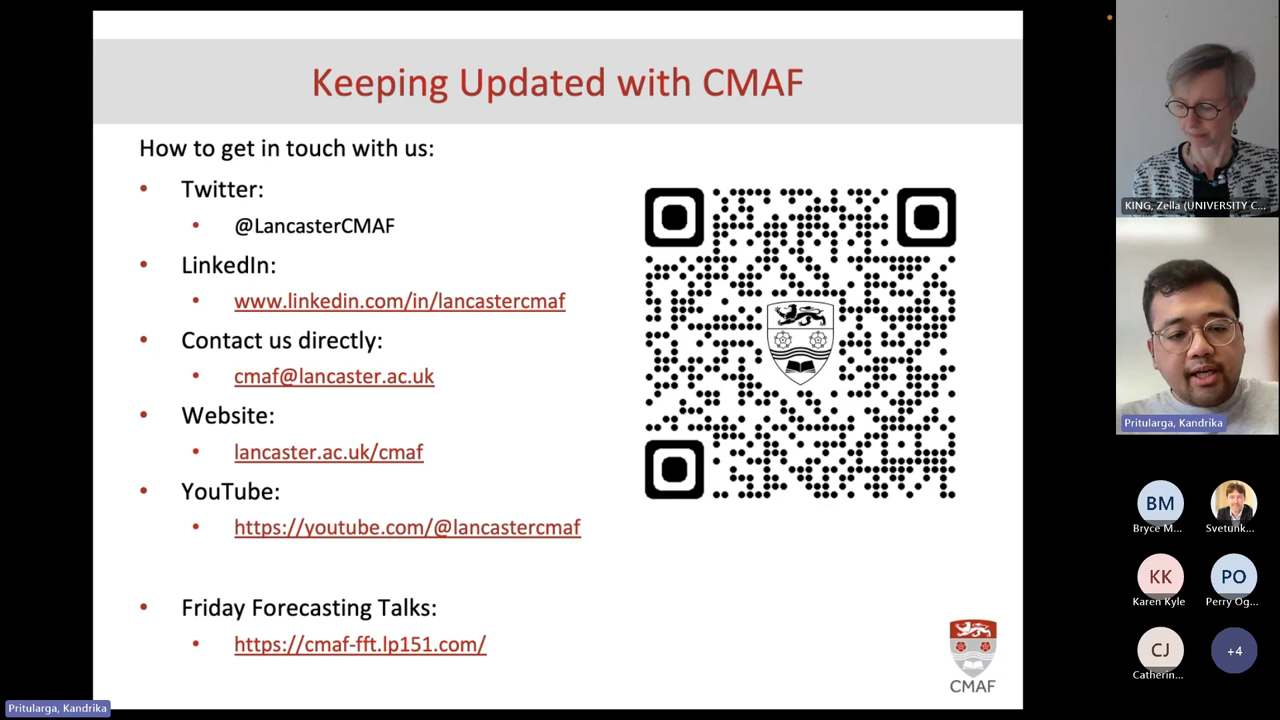 Keeping Updated with CMAF
How to get in touch with us:
• Twitter:
• @LancasterCMAF
• LinkedIn:
• www.linkedin.com/in/lancastercmaf
• Contact us directly:
• cmaf@lancaster.ac.uk
• Website:
• lancaster.ac.uk/cmaf
• YouTube:
• https://youtube.com/@lancastercmaf
• Friday Forecasting Talks:
• https://cmaf-fft.lp151.com/
CMAF
Pritularga, Kandrika
KING, Zella (UNIVERSITY C...
Pritularga, Kandrika
BM
Bryce M...
Svetunk...
KK
Karen Kyle
PO
Perry Og...
CJ
Catherin...
+4